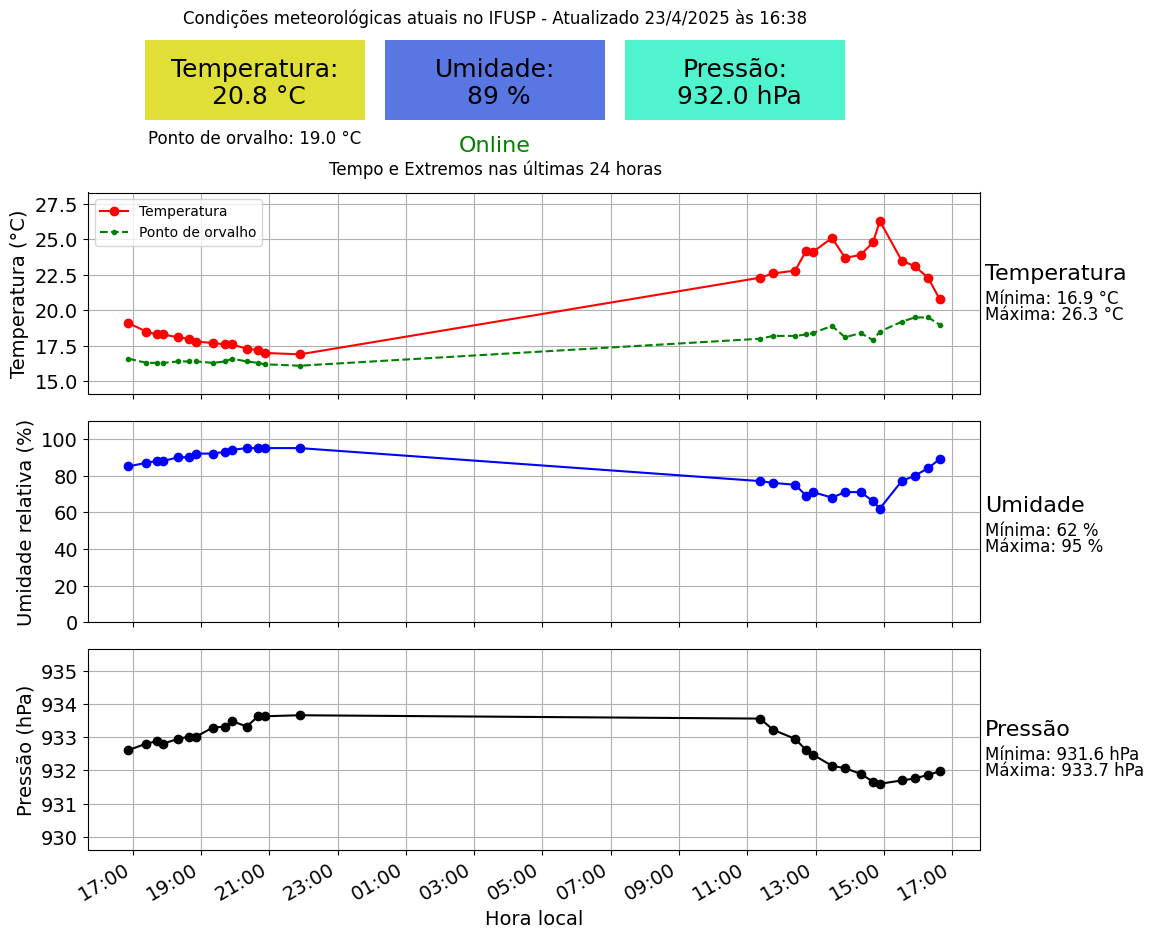 Condições meteorológicas atuais no IFUSP - Atualizado 23/4/2025 às 16:38
Temperatura:
20.8 °C
Umidade:
89 %
Pressão:
932.0 hPa
Ponto de orvalho: 19.0 °C
Online
Tempo e Extremos nas últimas 24 horas
Temperatura (°C)
27.5
25.0
22.5
20.0
17.5
15.0
Temperatura
Ponto de orvalho
Temperatura
Mínima: 16.9 °C
Máxima: 26.3 °C
Umidade relativa (%)
100
80
60
40
20
0
Umidade
Mínima: 62 %
Máxima: 95 %
Pressão (hPa)
935
934
933
932
931
930
Pressão
Mínima: 931.6 hPa
Máxima: 933.7 hPa
17:00 19:00 21:00 23:00 01:00 03:00 05:00 07:00 09:00 11:00 13:00 15:00 17:00
Hora local